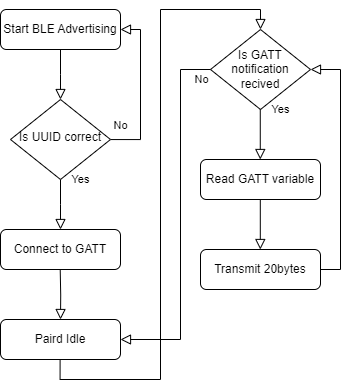 Start BLE Advertising
Is UUID correct
No
Yes
Connect to GATT
Paird Idle
Is GATT
notification
recived
No
Yes
Read GATT variable
Transmit 20bytes